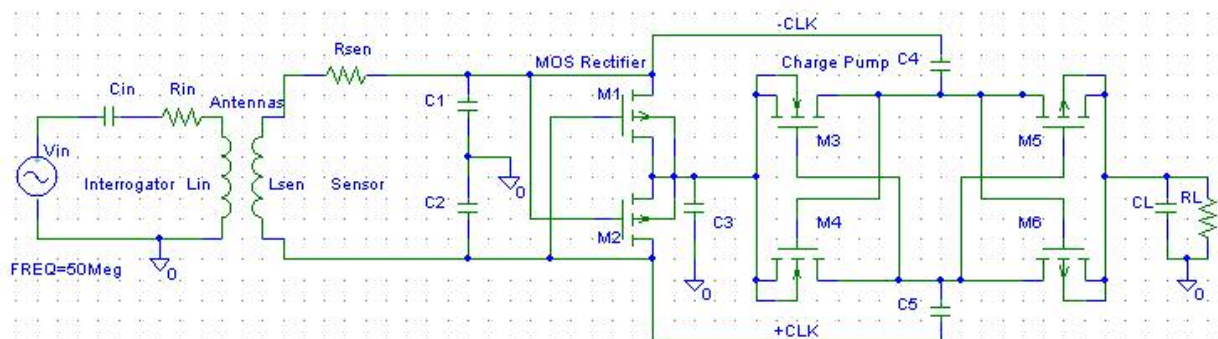 -CLK
Rsen
MOS Rectifier
Charge Pump
C4
Cin
Rin
Antennas
C1
M1
M3
M5
Vin
0
Interrogator
Lin
Lsen
Sensor
C2
M2
C3
M4
M6
CL
RL
0
FREQ=50Meg
0
0
C5
0
+CLK